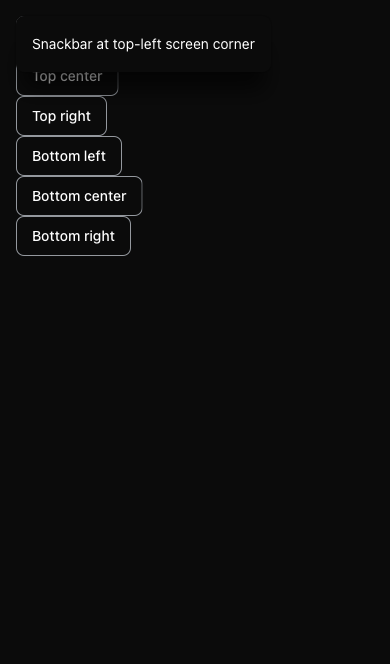 Snackbar at top-left screen corner
Top center
Top right
Bottom left
Bottom center
Bottom right